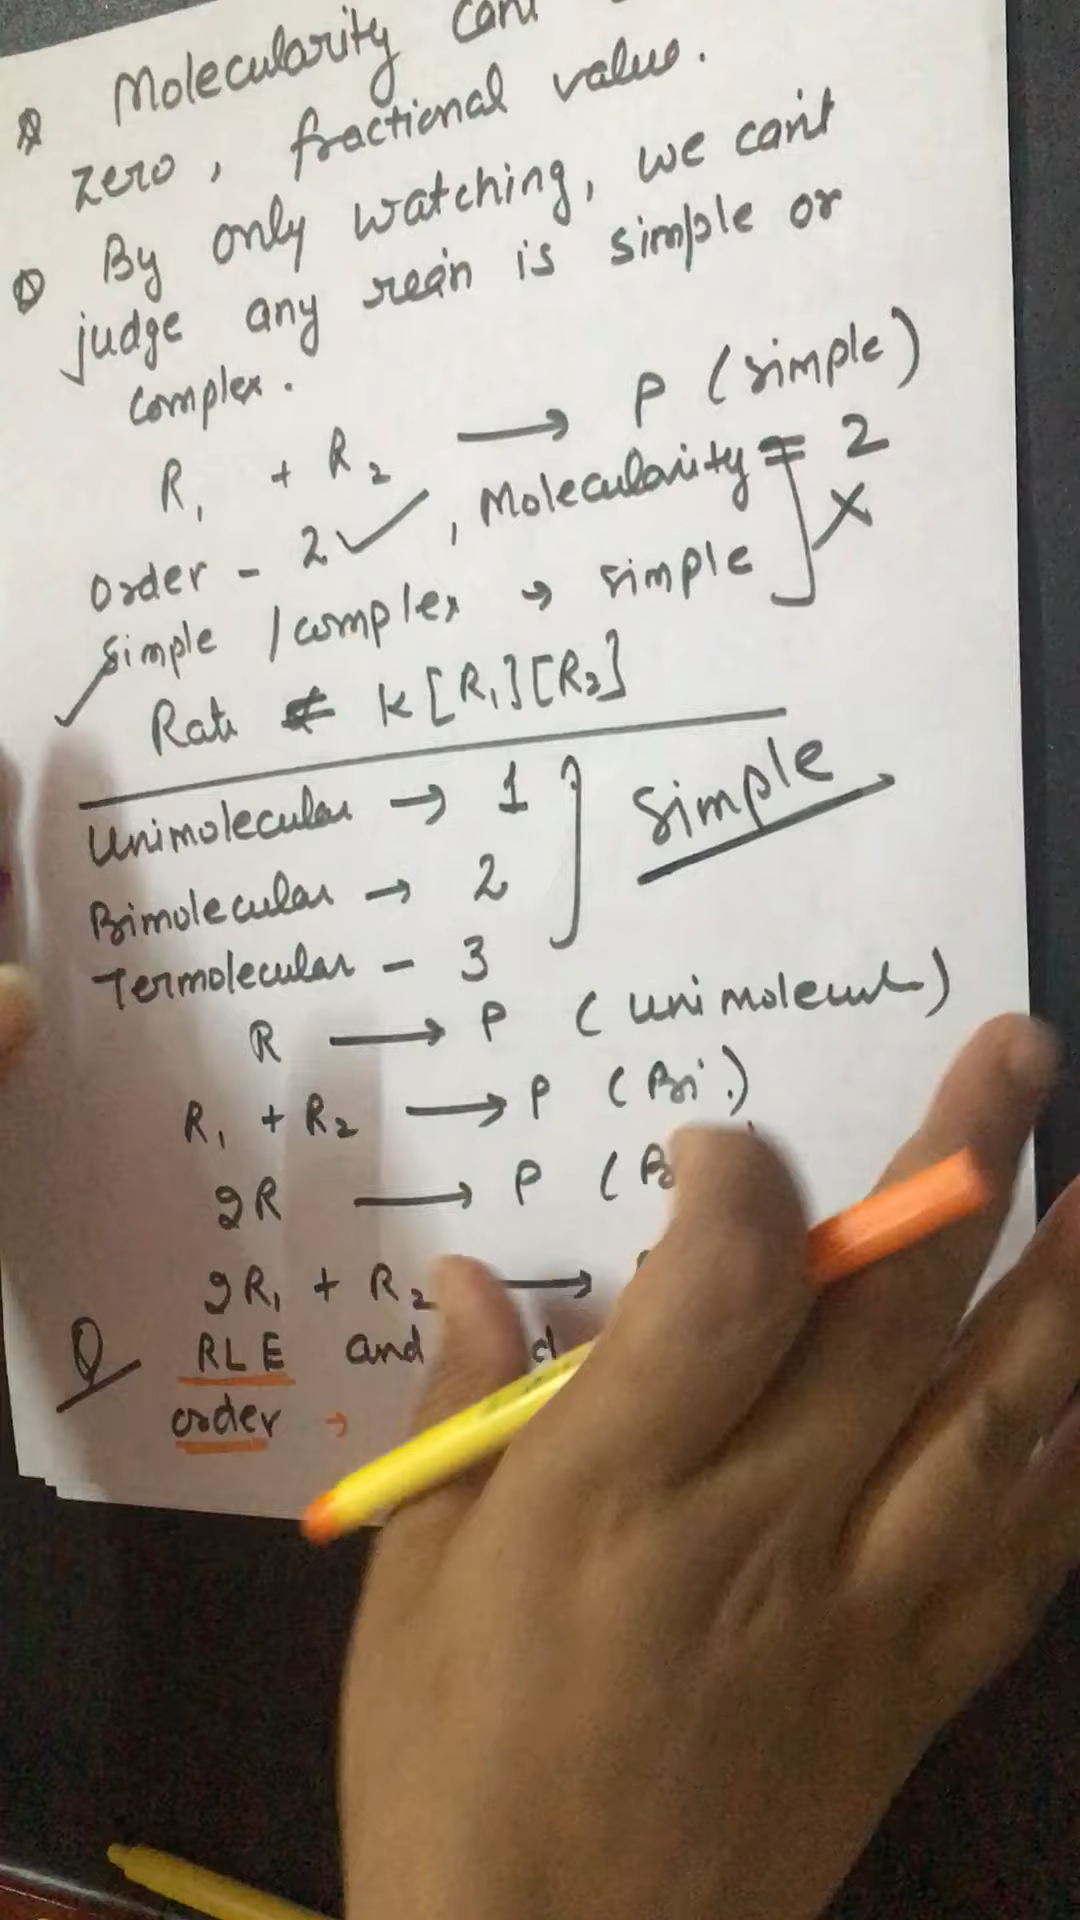 Molecularity can
zero, fractional value.
By only watching, we can't
judge any reañ is simple or
complex.
R₁ + R₂ → P (simple)
Order - 2 ✓, Molecularity = 2
Simple / complex → simple ×
Rate k[R₁][R₂]
Unimolecular → 1
Bimolecular → 2 Simple
Termolecular - 3
R → P (unimolecul)
R₁ + R₂ → P (Bi.)
2R → P (B
2R₁ + R₂ →
Q RLE and d
order →